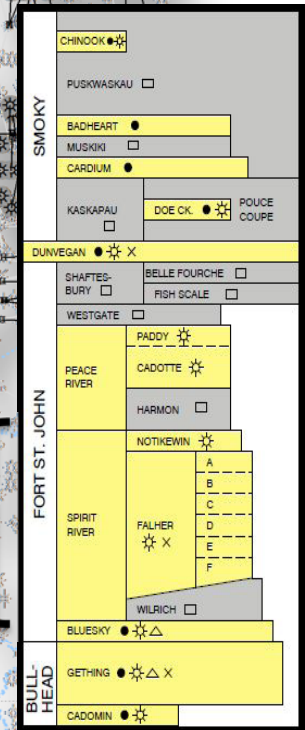 SMOKY
CHINOOK
PUSKWASKAU
BADHEART
MUSKIKI
CARDIUM
KASKAPAU
DOE CK.
POUCE
COUPE
DUNVEGAN
FORT ST. JOHN
SHAFTES-
BURY
BELLE FOURCHE
FISH SCALE
WESTGATE
PEACE
RIVER
PADDY
CADOTTE
HARMON
SPIRIT
RIVER
NOTIKEWIN
FALHER
A
B
C
D
E
F
WILRICH
BLUESKY
BULL-
HEAD
GETHING
CADOMIN